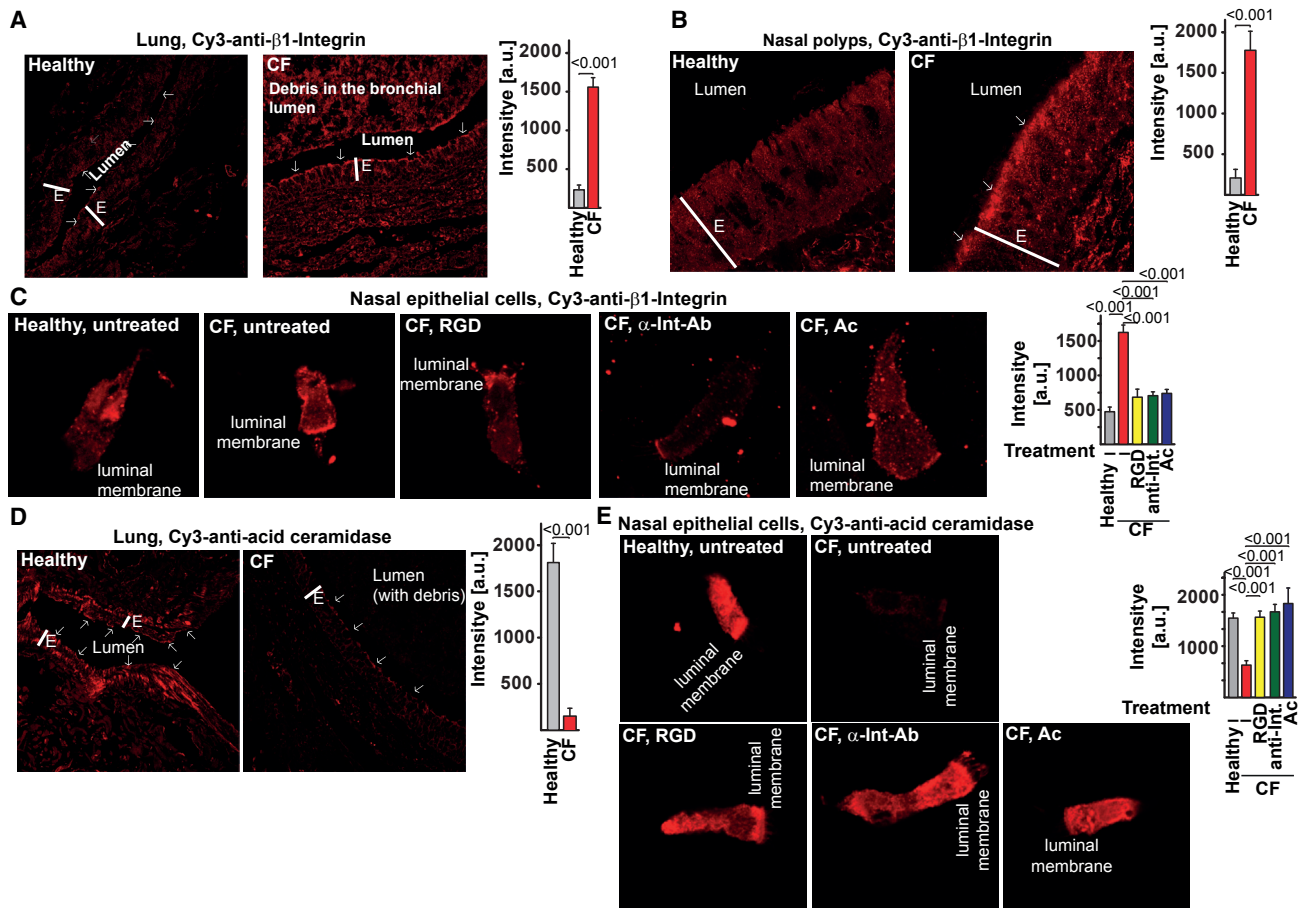 A
Lung, Cy3-anti-β1-Integrin
Healthy
Lumen
E
E
CF
Debris in the bronchial
lumen
Lumen
E
Intensitye [a.u.]
2000
1500
1000
500
<0.001
Healthy
CF
B
Nasal polyps, Cy3-anti-β1-Integrin
Healthy
Lumen
E
CF
Lumen
E
Intensitye [a.u.]
2000
1500
1000
500
<0.001
Healthy
CF
C
Nasal epithelial cells, Cy3-anti-β1-Integrin
Healthy, untreated
luminal
membrane
CF, untreated
luminal
membrane
CF, RGD
luminal
membrane
CF, α-Int-Ab
luminal
membrane
CF, Ac
luminal
membrane
<0.001
<0.001
<0.001
<0.001
Intensitye
[a.u.]
1500
1000
500
Treatment
Healthy
–
–
RGD
anti-Int.
Ac
CF
D
Lung, Cy3-anti-acid ceramidase
Healthy
E
E
Lumen
CF
E
Lumen
(with debris)
Intensitye [a.u.]
2000
1500
1000
500
<0.001
Healthy
CF
E
Nasal epithelial cells, Cy3-anti-acid ceramidase
Healthy, untreated
luminal
membrane
CF, untreated
luminal
membrane
CF, RGD
luminal
membrane
CF, α-Int-Ab
luminal
membrane
CF, Ac
luminal
membrane
<0.001
<0.001
<0.001
<0.001
Intensitye
[a.u.]
2000
1000
Treatment
Healthy
–
–
RGD
anti-Int.
Ac
CF